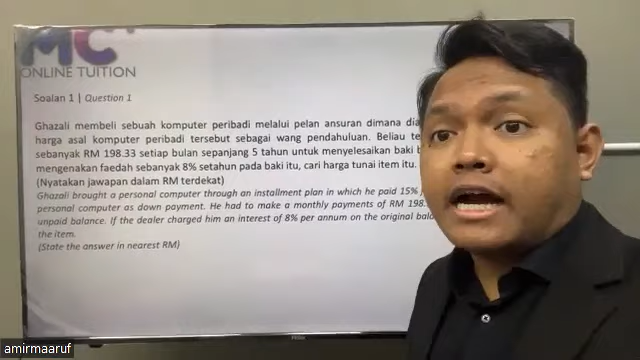 MC
ONLINE TUITION
Soalan 1 | Question 1
Ghazali membeli sebuah komputer peribadi melalui pelan ansuran dimana
harga asal komputer peribadi tersebut sebagai wang pendahuluan. Beliau
sebanyak RM 198.33 setiap bulan sepanjang 5 tahun untuk menyelesaikan baki
mengenakan faedah sebanyak 8% setahun pada baki itu, cari harga tunai item itu.
(Nyatakan jawapan dalam RM terdekat)
Ghazali brought a personal computer through an installment plan in which he paid 15%
personal computer as down payment. He had to make a monthly payments of RM 198.
unpaid balance. If the dealer charged him an interest of 8% per annum on the original
the item.
(State the answer in nearest RM)
amirmaaruf